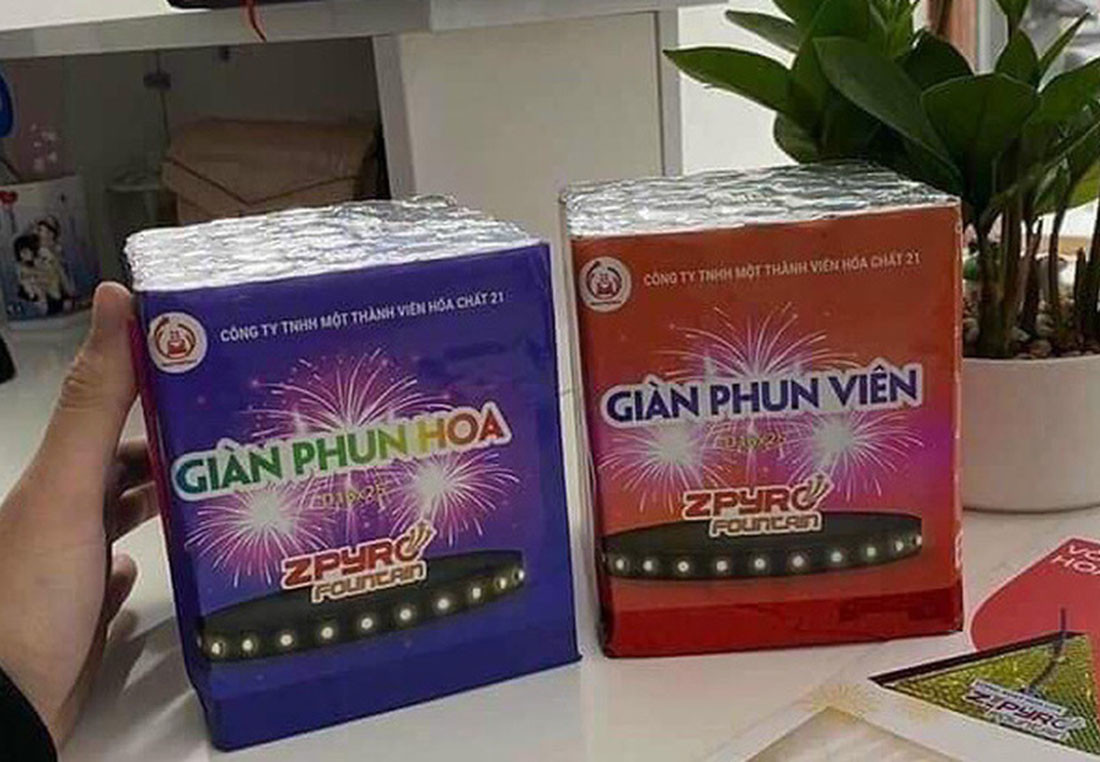 CÔNG TY TNHH MỘT THÀNH VIÊN HÓA CHẤT 21
GIÀN PHUN HOA
ZPYRO
FOUNTAIN
CÔNG TY TNHH MỘT THÀNH VIÊN HÓA CHẤT 21
GIÀN PHUN VIÊN
ZPYRO
FOUNTAIN
ZPYRO